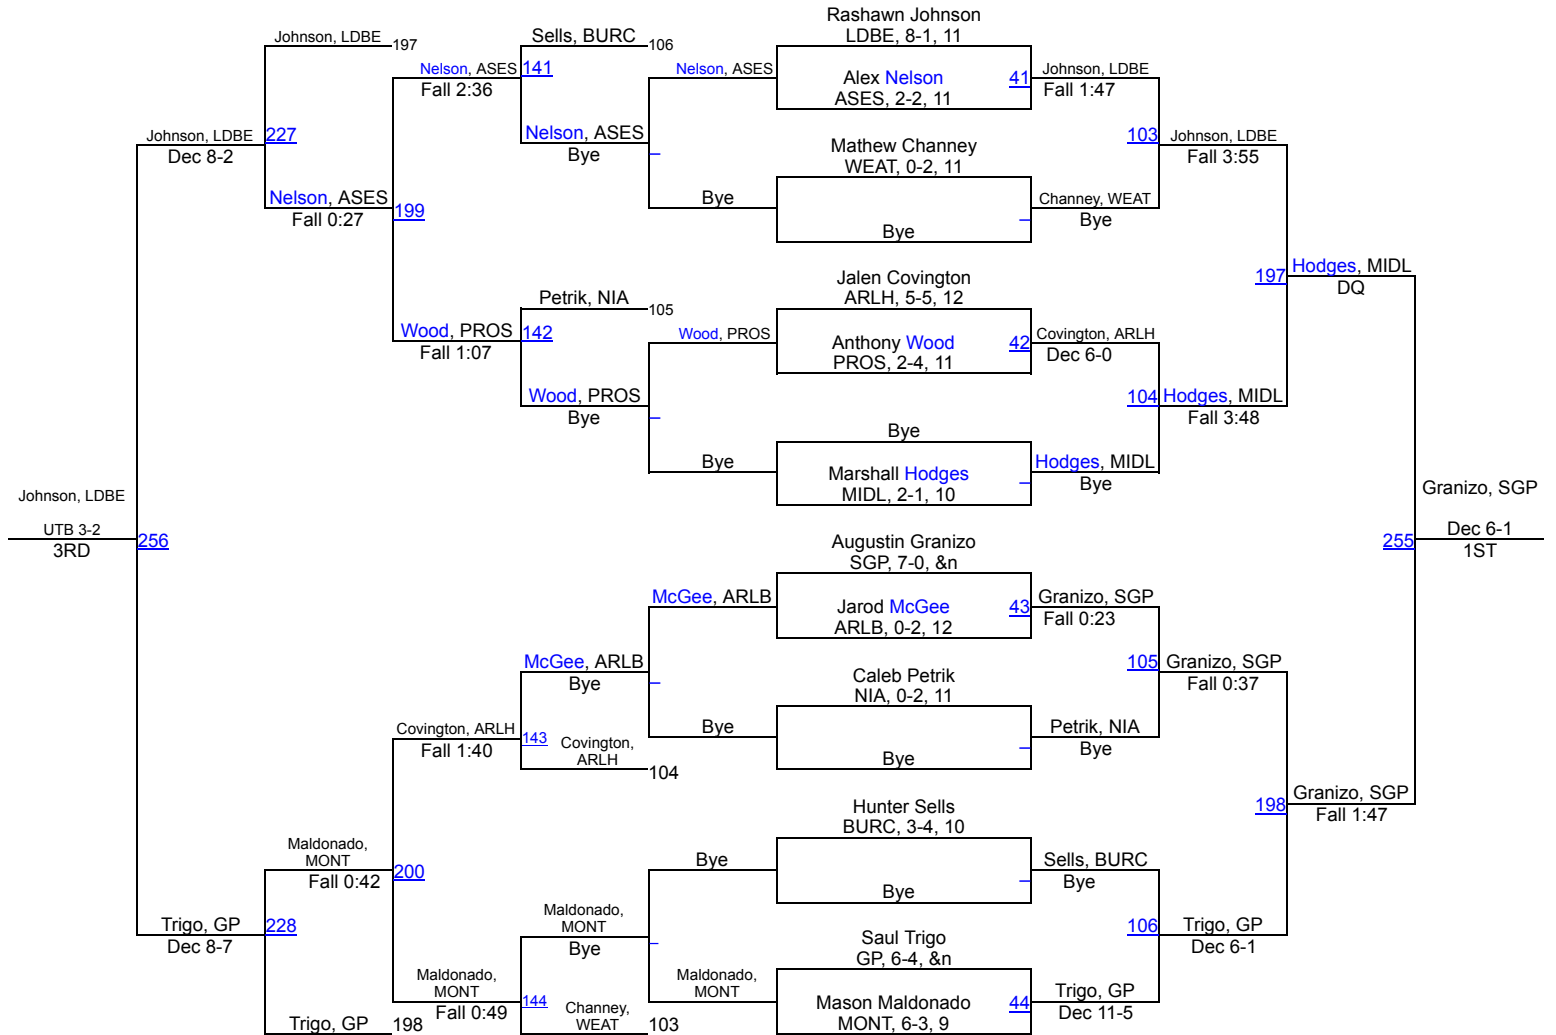 Rashawn Johnson
LDBE, 8-1, 11
Johnson, LDBE
197
Sells, BURC
106
Nelson, ASES
141
Fall 2:36
Nelson, ASES
Alex Nelson
ASES, 2-2, 11
41
Johnson, LDBE
Fall 1:47
Johnson, LDBE
227
Dec 8-2
Nelson, ASES
Bye
Mathew Channey
WEAT, 0-2, 11
103
Johnson, LDBE
Fall 3:55
Nelson, ASES
Fall 0:27
199
Bye
Bye
Channey, WEAT
Bye
Jalen Covington
ARLH, 5-5, 12
197
Hodges, MIDL
DQ
Petrik, NIA
105
Wood, PROS
142
Fall 1:07
Wood, PROS
Anthony Wood
PROS, 2-4, 11
42
Covington, ARLH
Dec 6-0
Wood, PROS
Bye
104
Hodges, MIDL
Fall 3:48
Bye
Bye
Marshall Hodges
MIDL, 2-1, 10
Hodges, MIDL
Bye
Johnson, LDBE
UTB 3-2
3RD
256
Granizo, SGP
Dec 6-1
1ST
255
Augustin Granizo
SGP, 7-0, &n
McGee, ARLB
Jarod McGee
ARLB, 0-2, 12
43
Granizo, SGP
Fall 0:23
McGee, ARLB
Bye
Caleb Petrik
NIA, 0-2, 11
105
Granizo, SGP
Fall 0:37
Covington, ARLH
Fall 1:40
143
Covington,
ARLH
104
Bye
Bye
Petrik, NIA
Bye
Hunter Sells
BURC, 3-4, 10
198
Granizo, SGP
Fall 1:47
Maldonado,
MONT
Fall 0:42
200
Bye
Bye
Sells, BURC
Bye
Trigo, GP
Dec 8-7
228
Maldonado,
MONT
Bye
Saul Trigo
GP, 6-4, &n
106
Trigo, GP
Dec 6-1
Maldonado,
MONT
Fall 0:49
144
Maldonado,
MONT
Mason Maldonado
MONT, 6-3, 9
44
Trigo, GP
Dec 11-5
Channey,
WEAT
103
Trigo, GP
198